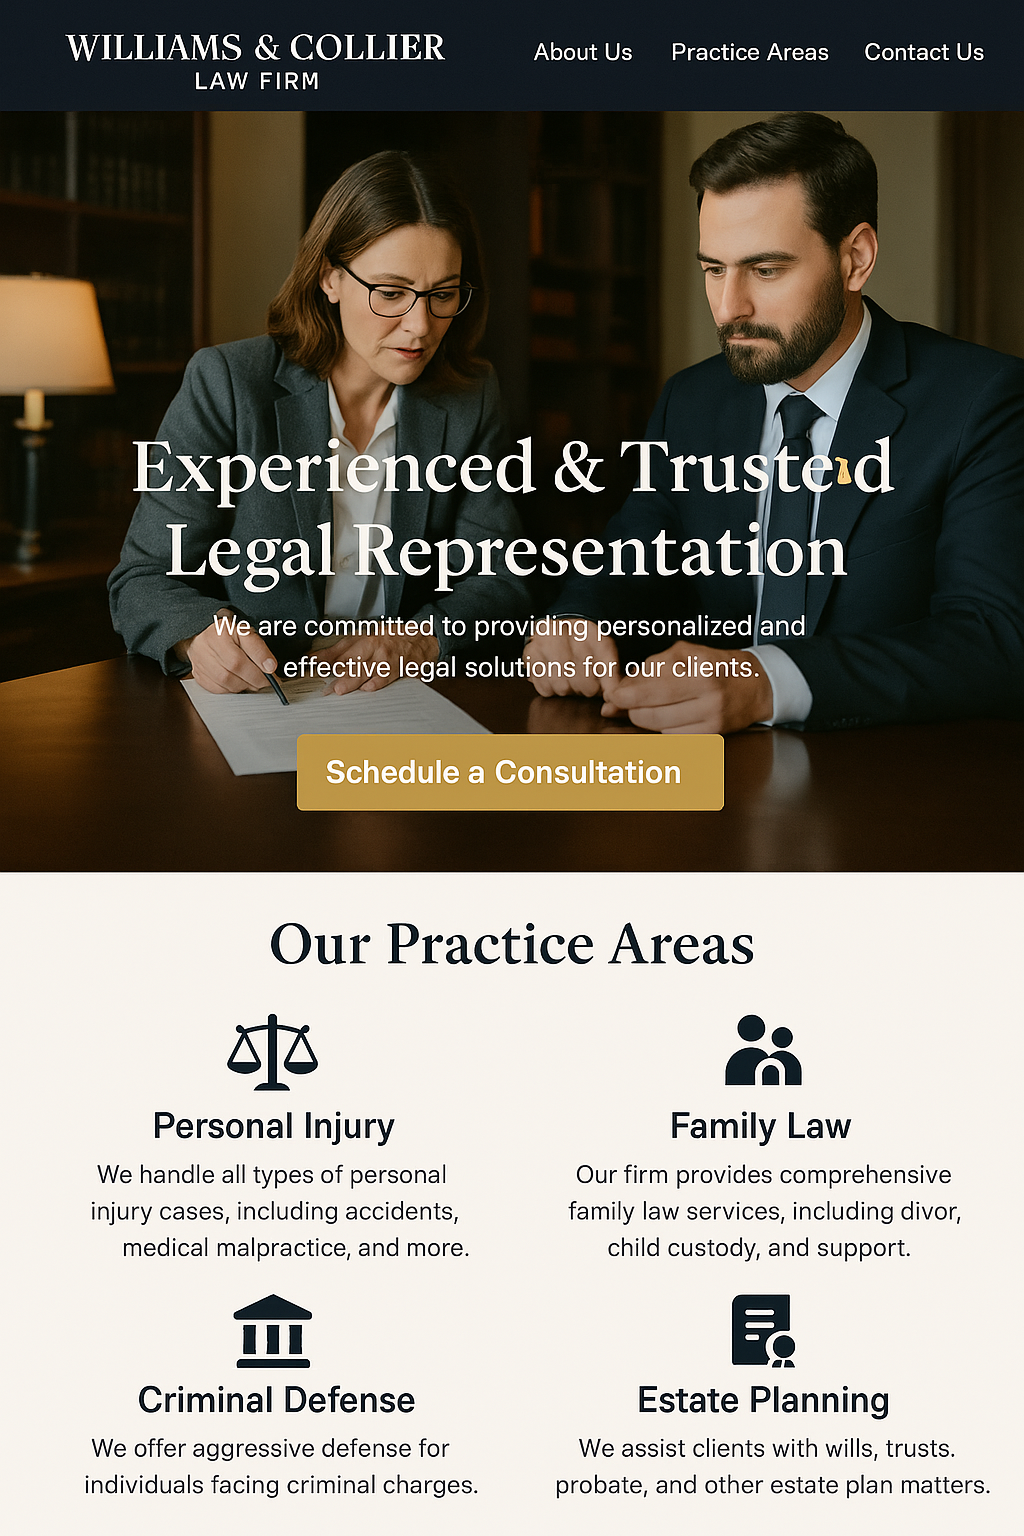 WILLIAMS & COLLIER
LAW FIRM
About Us Practice Areas Contact Us
Experienced & Trusted
Legal Representation
We are committed to providing personalized and
effective legal solutions for our clients.
Schedule a Consultation
Our Practice Areas
Personal Injury
We handle all types of personal
injury cases, including accidents,
medical malpractice, and more.
Family Law
Our firm provides comprehensive
family law services, including divor,
child custody, and support.
Criminal Defense
We offer aggressive defense for
individuals facing criminal charges.
Estate Planning
We assist clients with wills, trusts.
probate, and other estate plan matters.